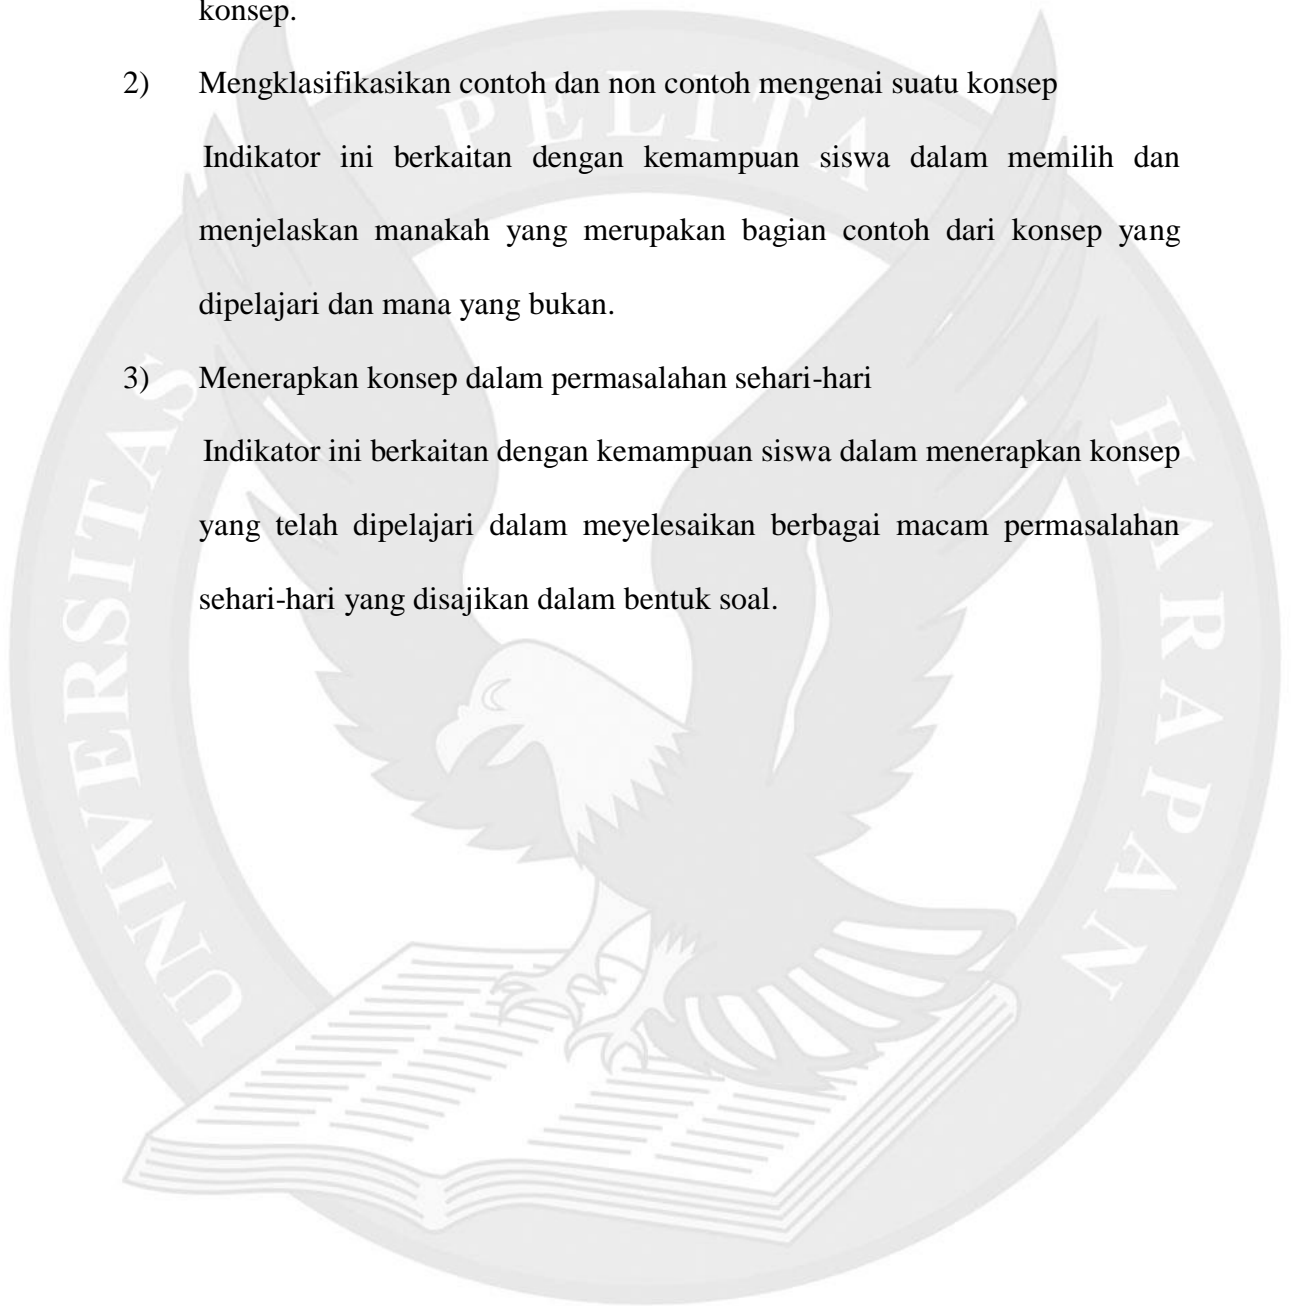 konsep.
2) Mengklasifikasikan contoh dan non contoh mengenai suatu konsep
Indikator ini berkaitan dengan kemampuan siswa dalam memilih dan
menjelaskan manakah yang merupakan bagian contoh dari konsep yang
dipelajari dan mana yang bukan.
3) Menerapkan konsep dalam permasalahan sehari-hari
Indikator ini berkaitan dengan kemampuan siswa dalam menerapkan konsep
yang telah dipelajari dalam meyelesaikan berbagai macam permasalahan
sehari-hari yang disajikan dalam bentuk soal.
UNIVERSITAS PELITA HARAPAN